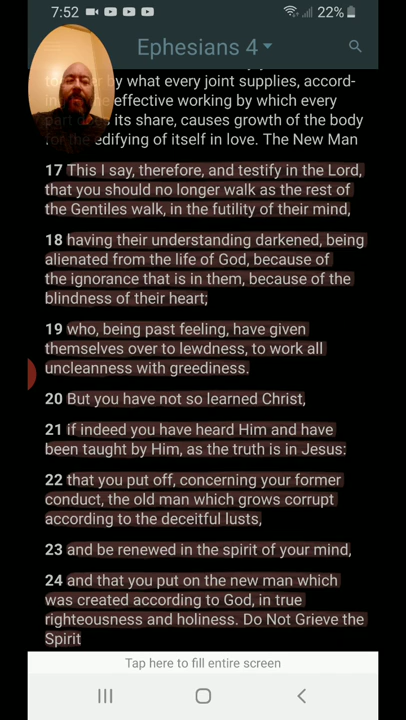 7:52 22%
Ephesians 4
by what every joint supplies, accord-
effective working by which every
its share, causes growth of the body
the edifying of itself in love. The New Man
17 This I say, therefore, and testify in the Lord,
that you should no longer walk as the rest of
the Gentiles walk, in the futility of their mind,
18 having their understanding darkened, being
alienated from the life of God, because of
the ignorance that is in them, because of the
blindness of their heart;
19 who, being past feeling, have given
themselves over to lewdness, to work all
uncleanness with greediness.
20 But you have not so learned Christ,
21 if indeed you have heard Him and have
been taught by Him, as the truth is in Jesus:
22 that you put off, concerning your former
conduct, the old man which grows corrupt
according to the deceitful lusts,
23 and be renewed in the spirit of your mind,
24 and that you put on the new man which
was created according to God, in true
righteousness and holiness. Do Not Grieve the
Spirit
Tap here to fill entire screen